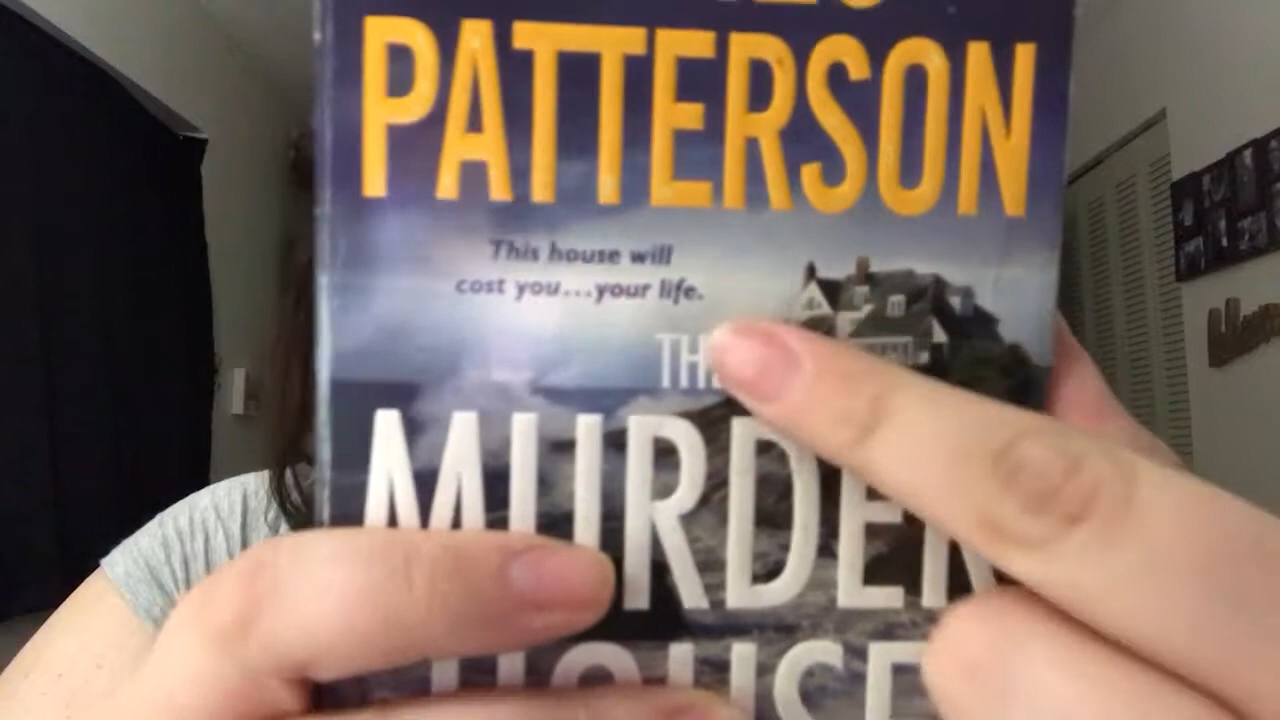 PATTERSON
This house will
cost you...your life.
THE
MURDER
HOUSE